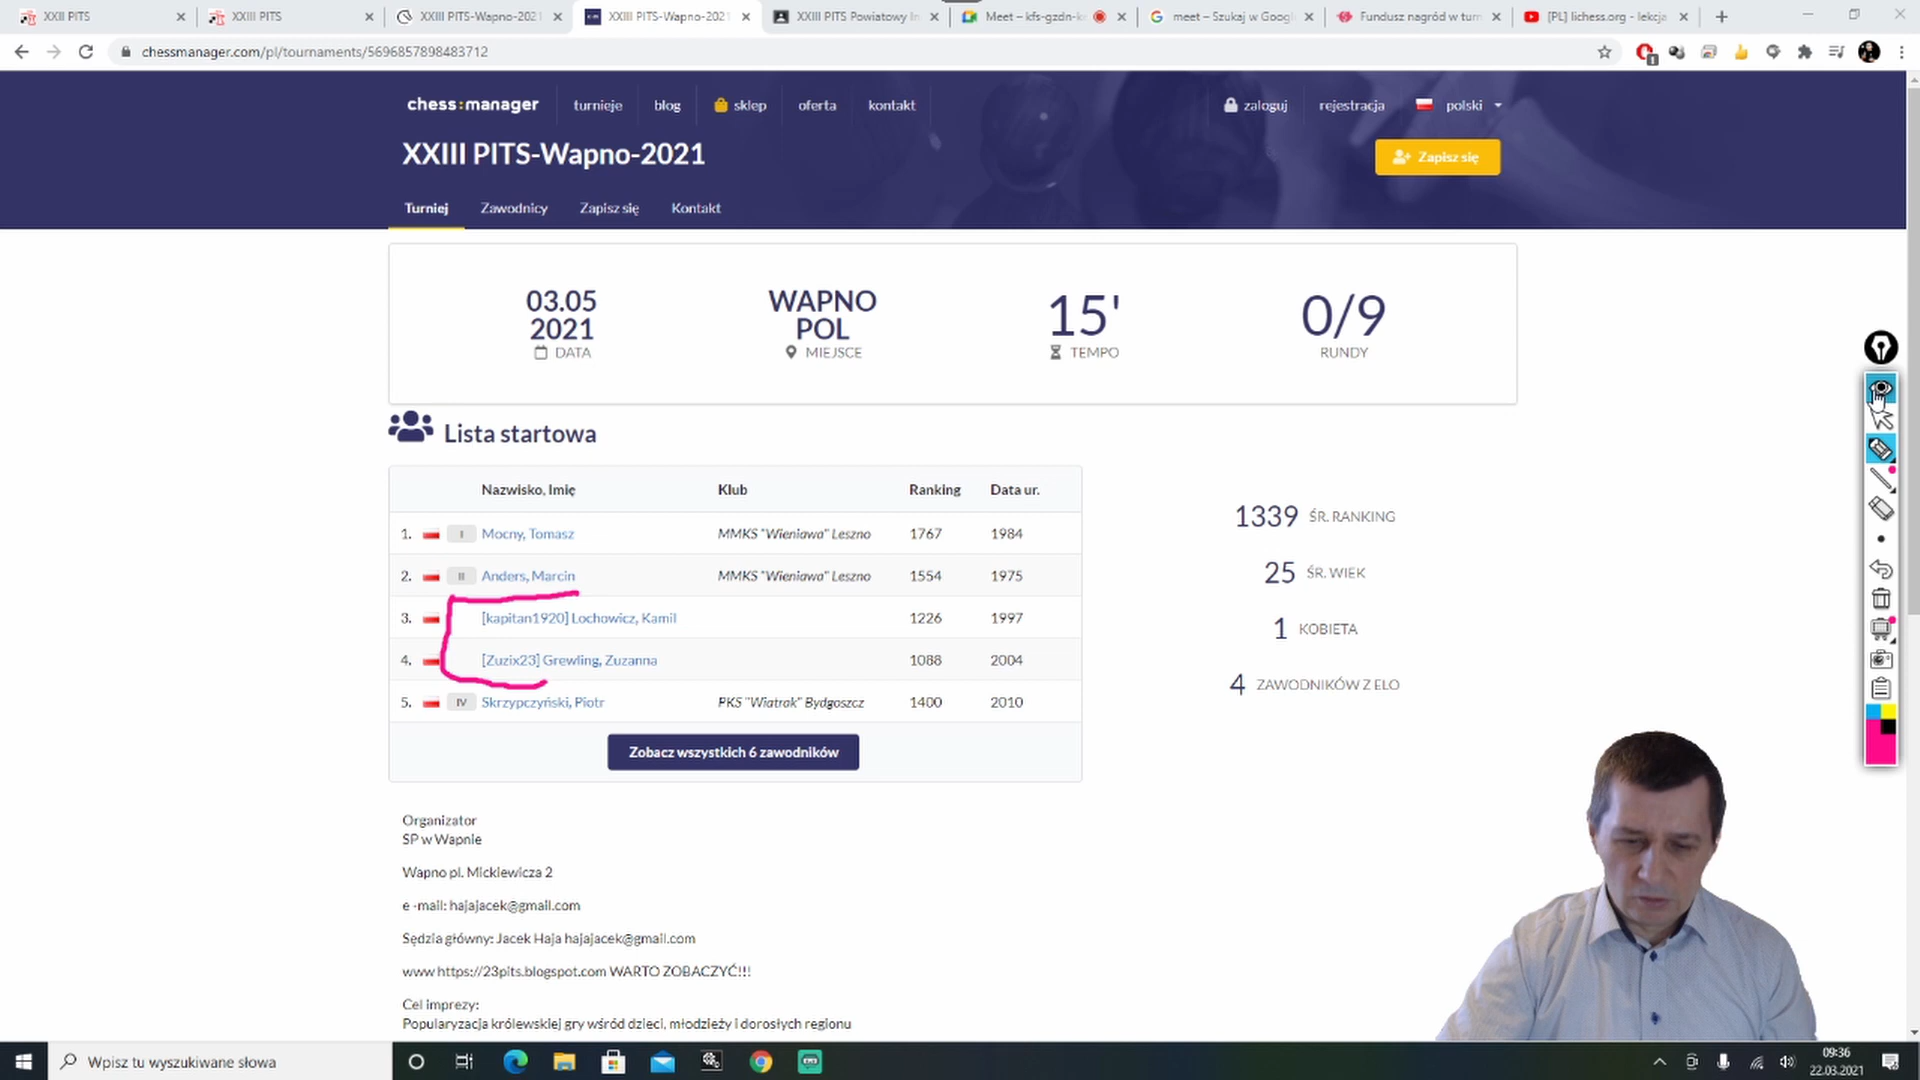 XXII PITS
XXIII PITS
XXIII PITS-Wapno-2021
XXIII PITS-Wapno-2021
XXIII PITS Powiatowy In
Meet – kfs-gzdn-k
meet – Szukaj w Googl
Fundusz nagród w turn
[PL] lichess.org - lekcja
chessmanager.com/pl/tournaments/5696857898483712
chess:manager
turnieje
blog
sklep
oferta
kontakt
zaloguj
rejestracja
polski
XXIII PITS-Wapno-2021
Zapisz się
Turniej
Zawodnicy
Zapisz się
Kontakt
03.05
2021
DATA
WAPNO
POL
MIEJSCE
15'
TEMPO
0/9
RUNDY
Lista startowa
Nazwisko, Imię Klub Ranking Data ur.
1. I Mocny, Tomasz MMKS "Wieniawa" Leszno 1767 1984
2. II Anders, Marcin MMKS "Wieniawa" Leszno 1554 1975
3. [kapitan1920] Lochowicz, Kamil 1226 1997
4. [Zuzix23] Grewling, Zuzanna 1088 2004
5. IV Skrzypczyński, Piotr PKS "Wiatrak" Bydgoszcz 1400 2010
Zobacz wszystkich 6 zawodników
1339 ŚR. RANKING
25 ŚR. WIEK
1 KOBIETA
4 ZAWODNIKÓW Z ELO
Organizator
SP w Wapnie
Wapno pl. Mickiewicza 2
e -mail: hajajacek@gmail.com
Sędzia główny: Jacek Haja hajajacek@gmail.com
www https://23pits.blogspot.com WARTO ZOBACZYĆ!!!
Cel imprezy:
Popularyzacja królewskiej gry wśród dzieci, młodzieży i dorosłych regionu
Wpisz tu wyszukiwane słowa
09:36
22.03.2021